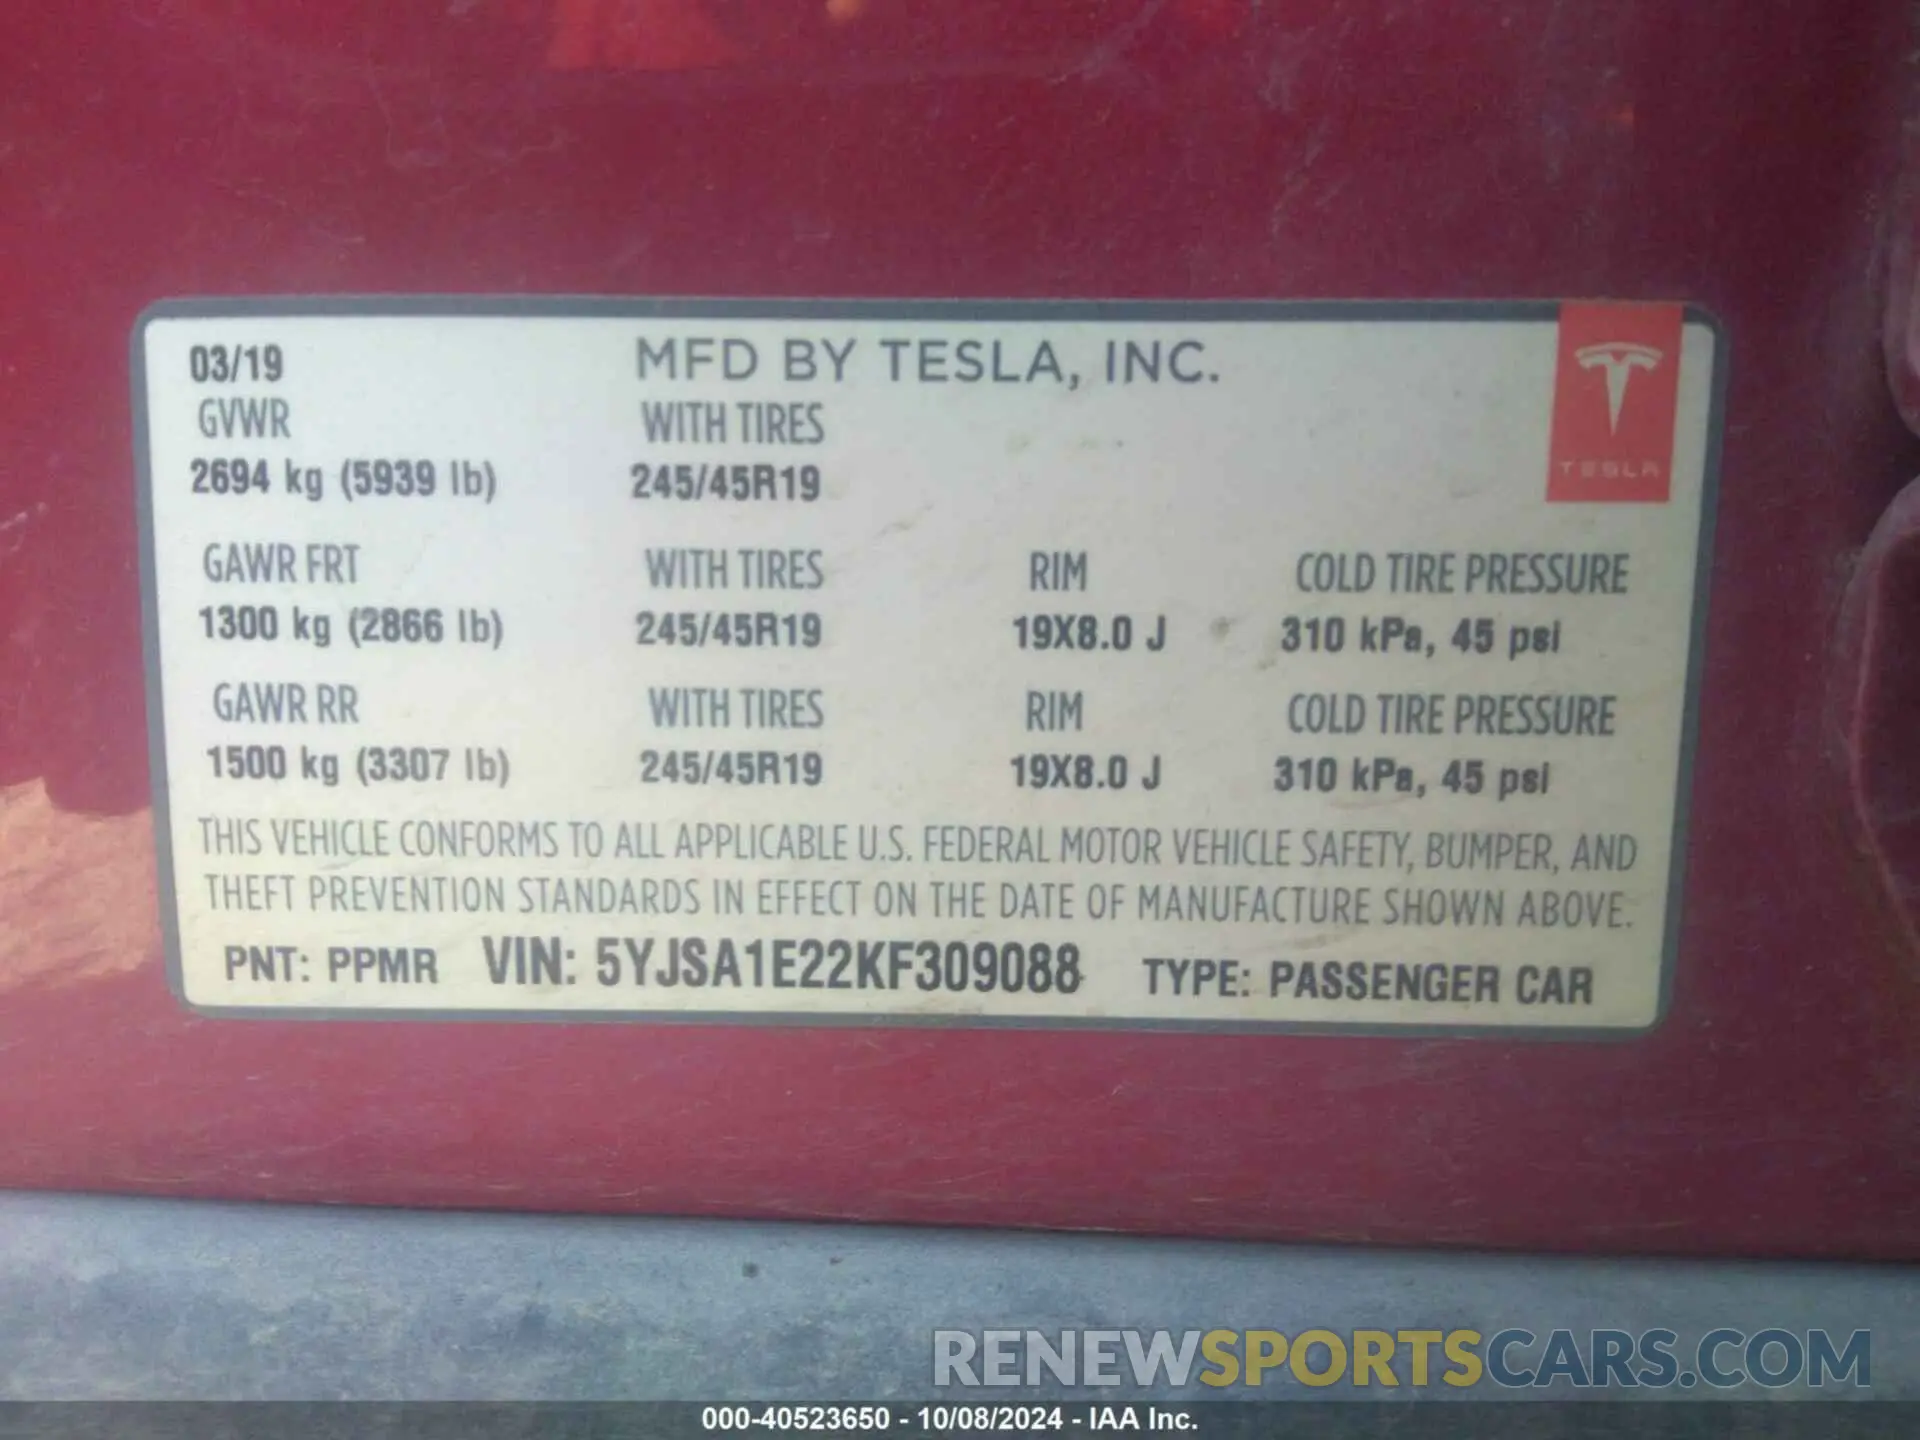 03/19 MFD BY TESLA, INC.
GVWR WITH TIRES
2694 kg (5939 lb) 245/45R19
TESLA
GAWR FRT WITH TIRES RIM COLD TIRE PRESSURE
1300 kg (2866 lb) 245/45R19 19X8.0 J 310 kPa, 45 psi
GAWR RR WITH TIRES RIM COLD TIRE PRESSURE
1500 kg (3307 lb) 245/45R19 19X8.0 J 310 kPa, 45 psi
THIS VEHICLE CONFORMS TO ALL APPLICABLE U.S. FEDERAL MOTOR VEHICLE SAFETY, BUMPER, AND
THEFT PREVENTION STANDARDS IN EFFECT ON THE DATE OF MANUFACTURE SHOWN ABOVE.
PNT: PPMR VIN: 5YJSA1E22KF309088 TYPE: PASSENGER CAR
RENEWSPORTSCARS.COM
000-40523650 - 10/08/2024 - IAA Inc.